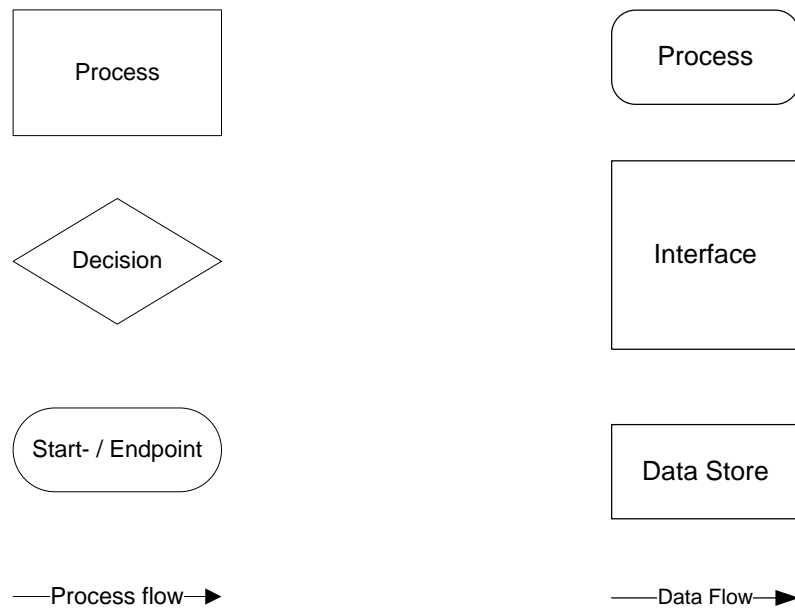 Process
Decision
Start- / Endpoint
Process flow
Process
Interface
Data Store
Data Flow